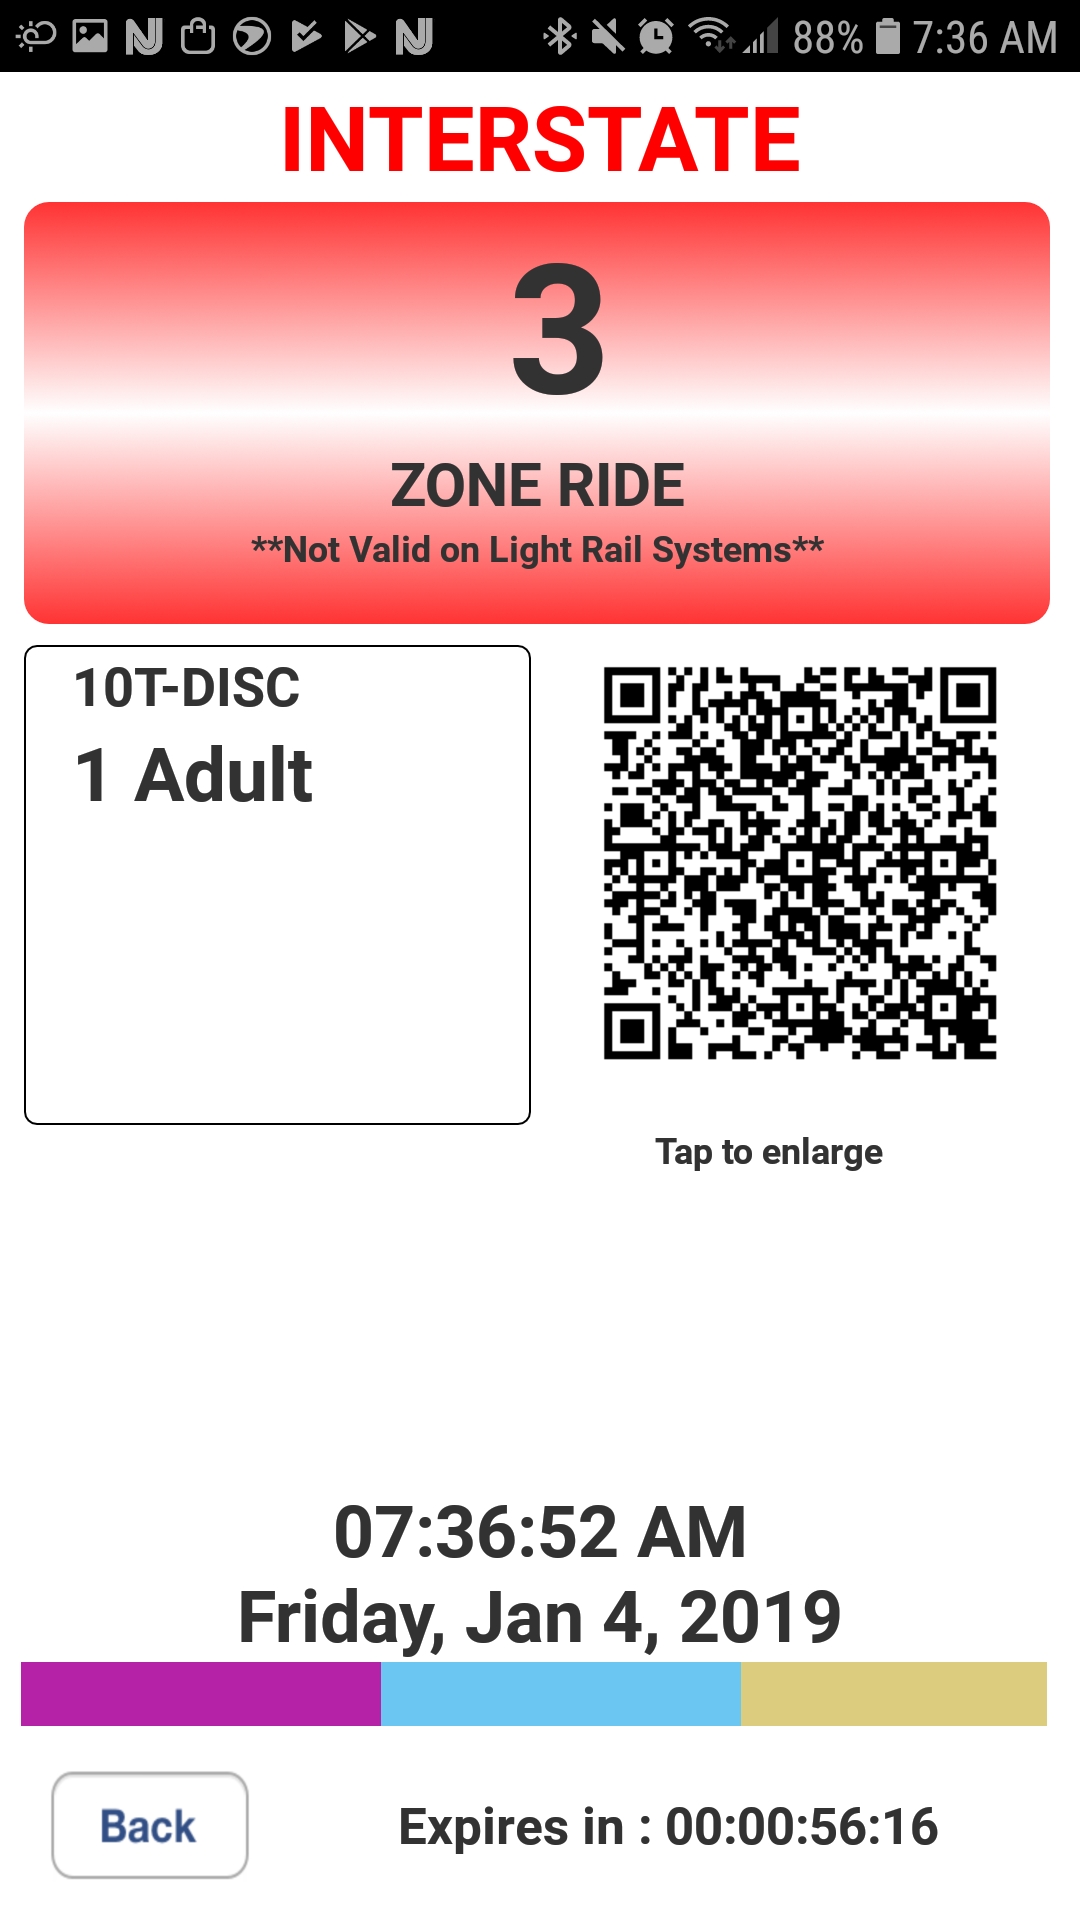 88% 7:36 AM
INTERSTATE
3
ZONE RIDE
**Not Valid on Light Rail Systems**
10T-DISC
1 Adult
Tap to enlarge
07:36:52 AM
Friday, Jan 4, 2019
Back
Expires in : 00:00:56:16